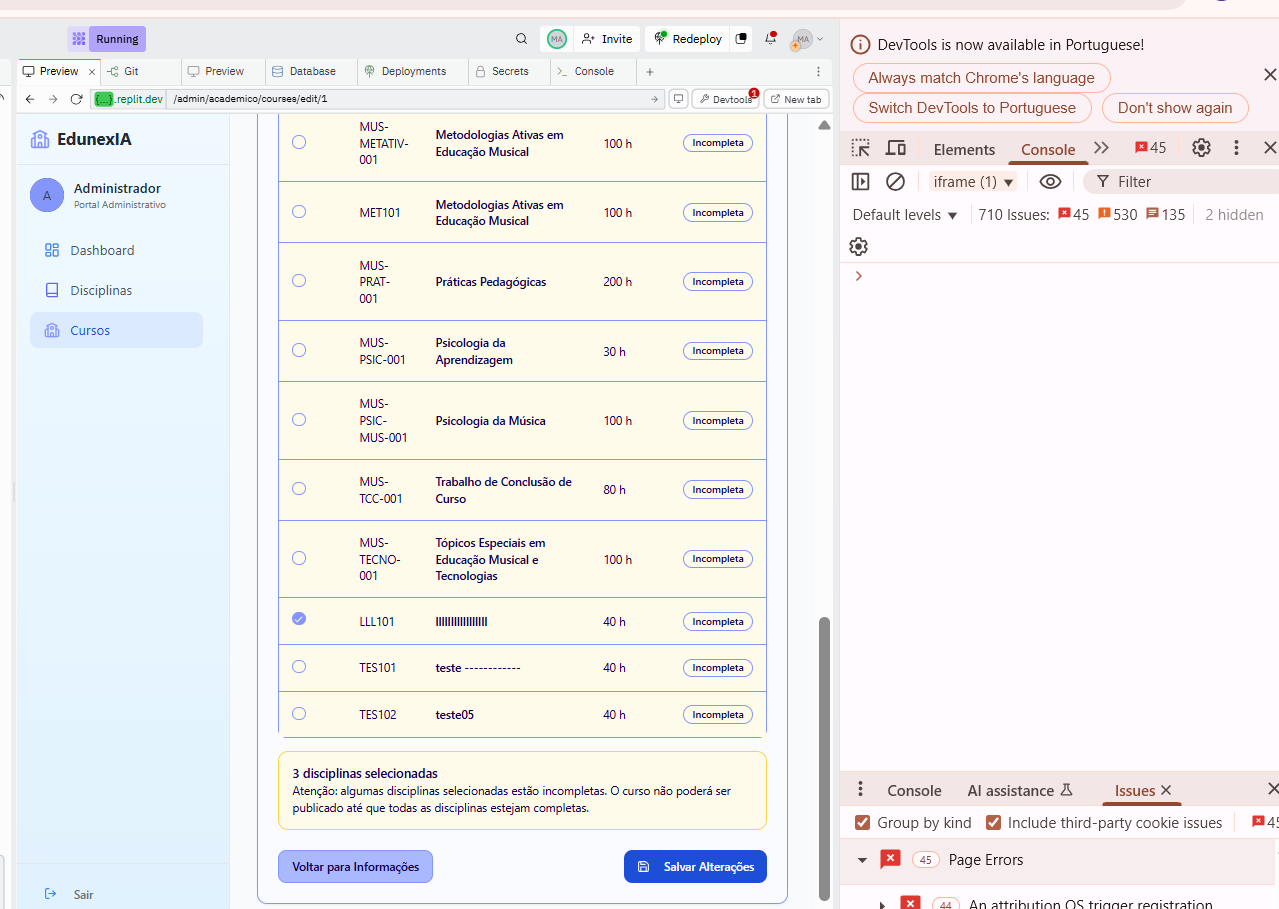 Running
MA
Invite
Redeploy
MA
Preview
Git
Preview
Database
Deployments
Secrets
Console
{...}.replit.dev
/admin/academico/courses/edit/1
Devtools
1
New tab
EdunexIA
A
Administrador
Portal Administrativo
Dashboard
Disciplinas
Cursos
Sair
MUS-
METATIV-
001
Metodologias Ativas em
Educação Musical
100 h
Incompleta
MET101
Metodologias Ativas em
Educação Musical
100 h
Incompleta
MUS-
PRAT-
001
Práticas Pedagógicas
200 h
Incompleta
MUS-
PSIC-001
Psicologia da
Aprendizagem
30 h
Incompleta
MUS-
PSIC-
MUS-001
Psicologia da Música
100 h
Incompleta
MUS-
TCC-001
Trabalho de Conclusão de
Curso
80 h
Incompleta
MUS-
TECNO-
001
Tópicos Especiais em
Educação Musical e
Tecnologias
100 h
Incompleta
LLL101
40 h
Incompleta
TES101
teste ------------
40 h
Incompleta
TES102
teste05
40 h
Incompleta
3 disciplinas selecionadas
Atenção: algumas disciplinas selecionadas estão incompletas. O curso não poderá ser
publicado até que todas as disciplinas estejam completas.
Voltar para Informações
Salvar Alterações
DevTools is now available in Portuguese!
Always match Chrome's language
Switch DevTools to Portuguese
Don't show again
Elements
Console
45
iframe (1)
Filter
Default levels
710 Issues:
45
530
135
2 hidden
Console
AI assistance
Issues
Group by kind
Include third-party cookie issues
45
45
Page Errors
44
An attribution OS trigger registration